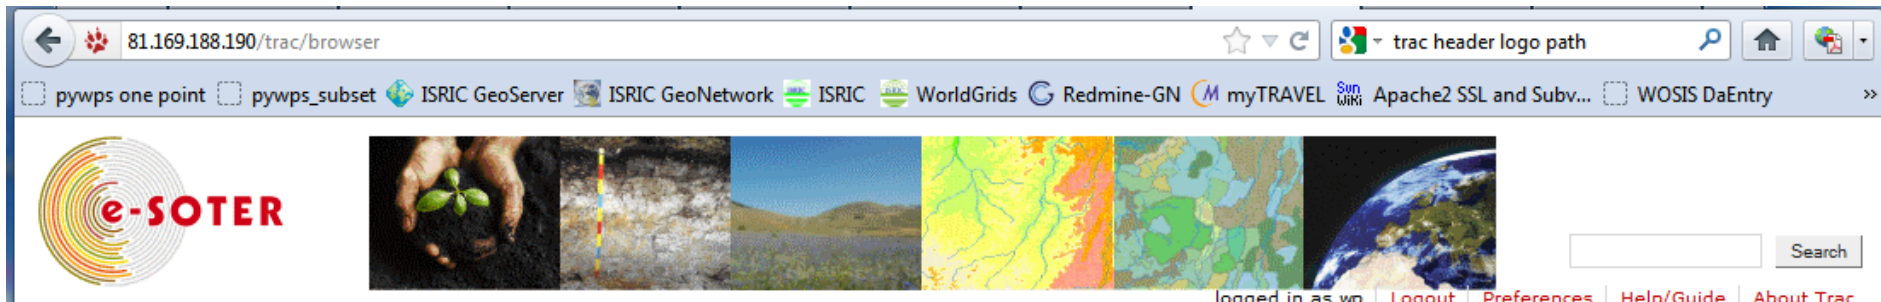 81.169.188.190/trac/browser trac header logo path
pywps one point pywps_subset ISRIC GeoServer ISRIC GeoNetwork ISRIC WorldGrids Redmine-GN myTRAVEL Sun Wiki Apache2 SSL and Subv... WOSIS DaEntry »
e-SOTER
Search
logged in as wp Logout Preferences Help/Guide About Trac